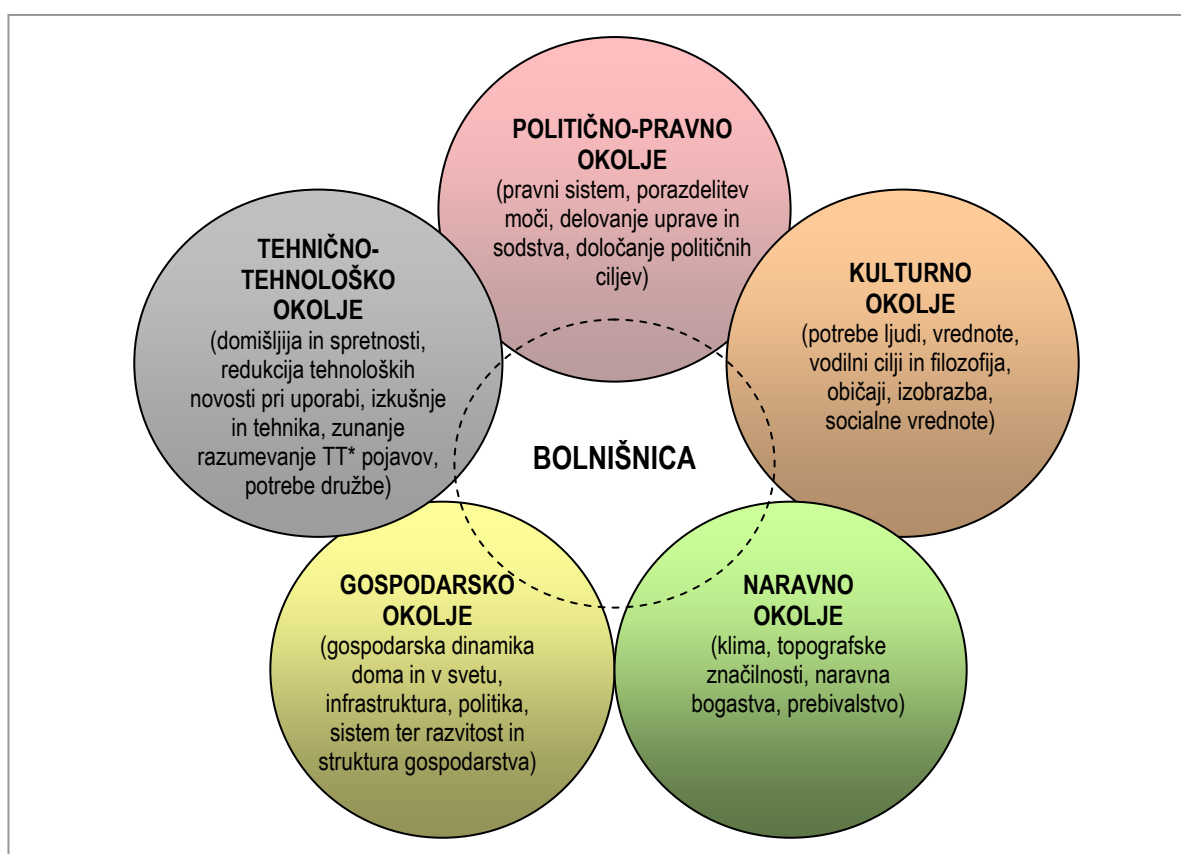 POLITIČNO-PRAVNO
OKOLJE
(pravni sistem, porazdelitev
moči, delovanje uprave in
sodstva, določanje političnih
ciljev)
TEHNIČNO-
TEHNOLOŠKO
OKOLJE
(domišljija in spretnosti,
redukcija tehnoloških
novosti pri uporabi, izkušnje
in tehnika, zunanje
razumevanje TT* pojavov,
potrebe družbe)
KULTURNO
OKOLJE
(potrebe ljudi, vrednote,
vodilni cilji in filozofija,
običaji, izobrazba,
socialne vrednote)
BOLNIŠNICA
GOSPODARSKO
OKOLJE
(gospodarska dinamika
doma in v svetu,
infrastruktura, politika,
sistem ter razvitost in
struktura gospodarstva)
NARAVNO
OKOLJE
(klima, topografske
značilnosti, naravna
bogastva, prebivalstvo)